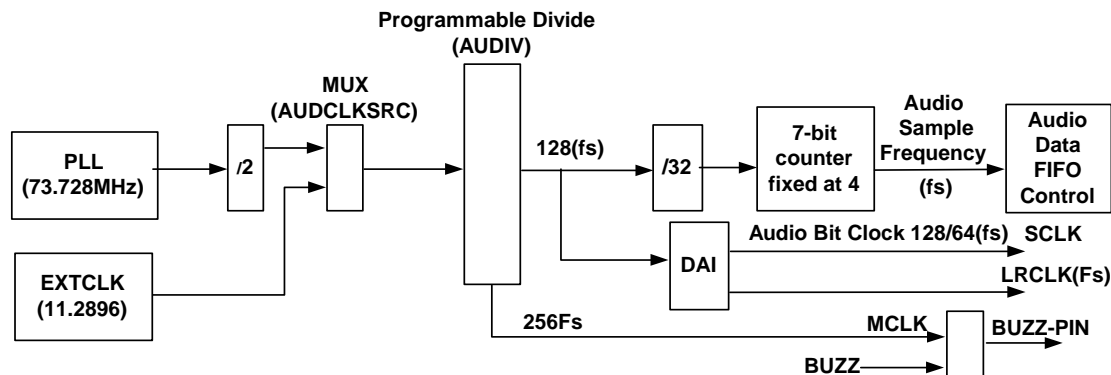 Programmable Divide
(AUDIV)
MUX
(AUDCLKSRC)
PLL
(73.728MHz)
/2
128(fs)
/32
7-bit
counter
fixed at 4
Audio
Sample
Frequency
(fs)
Audio
Data
FIFO
Control
EXTCLK
(11.2896)
DAI
Audio Bit Clock 128/64(fs)
SCLK
LRCLK(Fs)
256Fs
MCLK
BUZZ-PIN
BUZZ